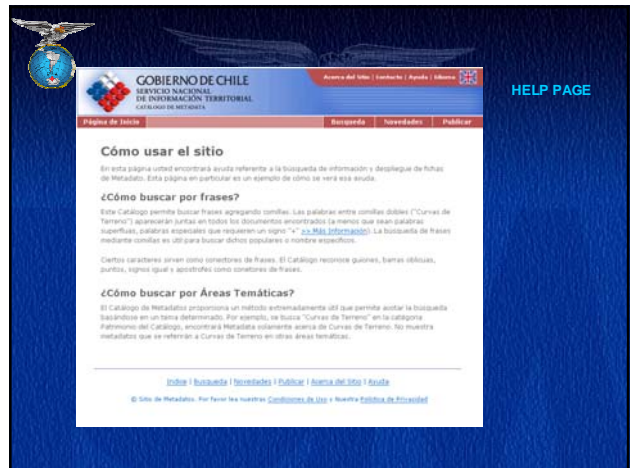 GOBIERNO DE CHILE
SERVICIO NACIONAL
DE INFORMACIÓN TERRITORIAL
CATÁLOGO DE METADATA
Acerca del Sitio | Contacto | Ayuda | Idioma
HELP PAGE
Página de Inicio
Busqueda Novedades Publicar
Cómo usar el sitio
En esta página usted encontrará ayuda referente a la búsqueda de información y despliegue de fichas
de Metadato. Esta página en particular es un ejemplo de cómo se verá esa ayuda.
¿Cómo buscar por frases?
Este Catálogo permite buscar frases agregando comillas. Las palabras entre comillas dobles ("Curvas de
Terreno") aparecerán juntas en todos los documentos encontrados (a menos que sean palabras
superfluas, palabras especiales que requieren un signo "+" >> Más Información). La búsqueda de frases
mediante comillas es útil para buscar dichos populares o nombre específicos.
Ciertos caracteres sirven como conectores de frases. El Catálogo reconoce guiones, barras oblicuas,
puntos, signos igual y apostrofes como conetores de frases.
¿Cómo buscar por Áreas Temáticas?
El Catálogo de Metadatos proporciona un método extremadamente útil que permite acotar la búsqueda
basándose en un tema determinado. Por ejemplo, se busca "Curvas de Terreno" en la categoría
Patrimonio del Catálogo, encontrará Metadata solamente acerca de Curvas de Terreno. No muestra
metadatos que se referirán a Curvas de Terreno en otras áreas temáticas.
Indice | Busqueda | Novedades | Publicar | Acerca del Sitio | Ayuda
© Sitio de Metadatos. Por favor lea nuestras Condiciones de Uso y Nuestra Política de Privacidad